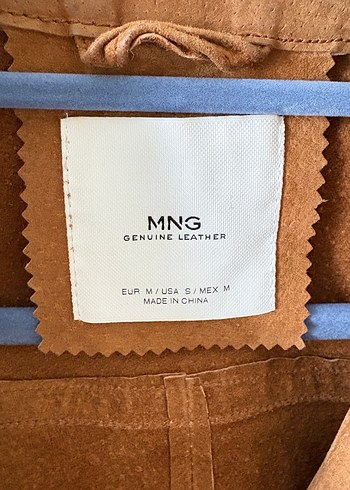 MNG
GENUINE LEATHER
EUR M / USA S / MEX M
MADE IN CHINA